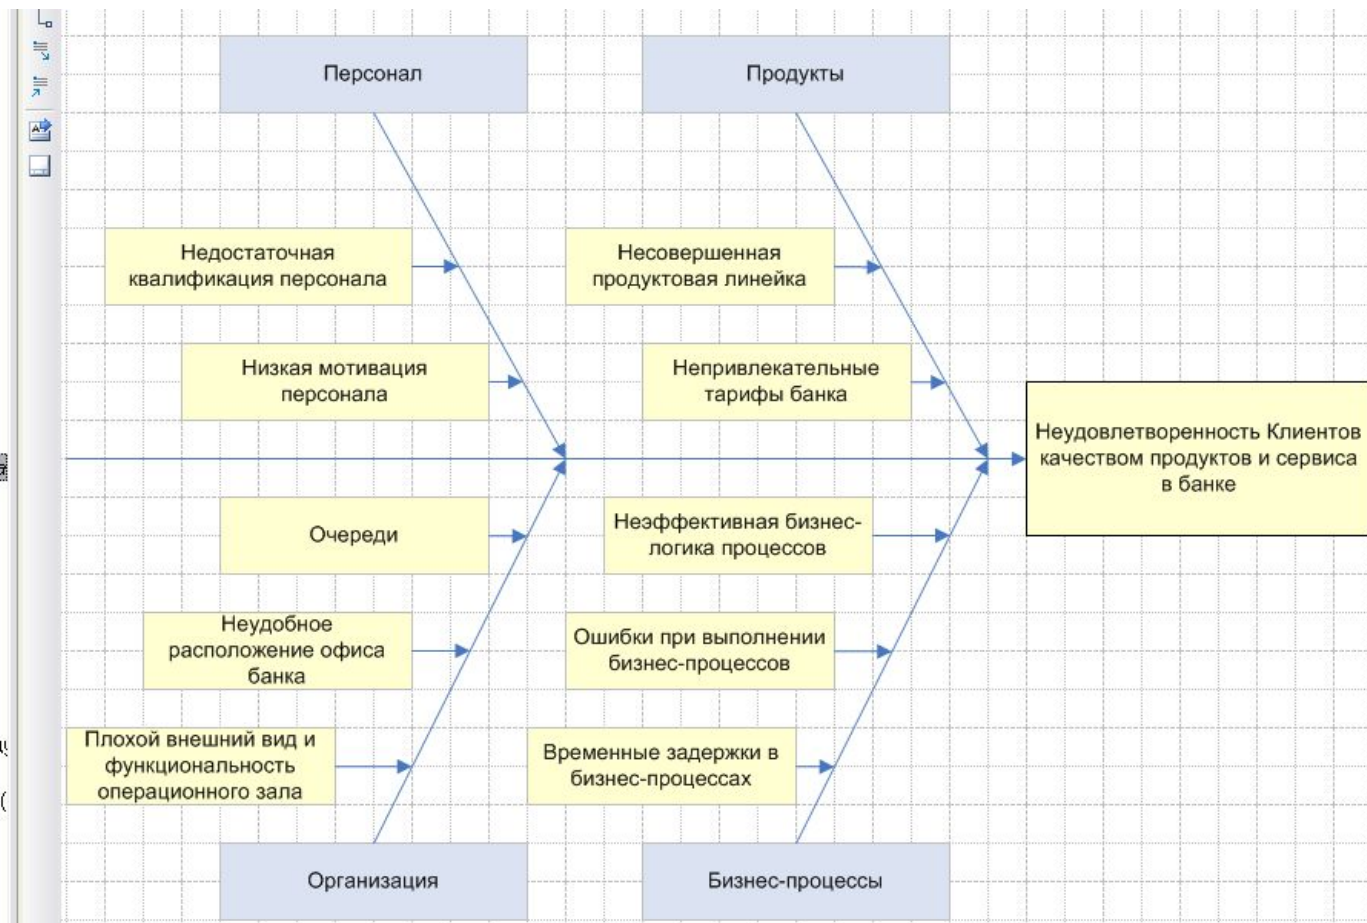 Персонал
Продукты
Недостаточная
квалификация персонала
Несовершенная
продуктовая линейка
Низкая мотивация
персонала
Непривлекательные
тарифы банка
Неудовлетворенность Клиентов
качеством продуктов и сервиса
в банке
Очереди
Неэффективная бизнес-
логика процессов
Неудобное
расположение офиса
банка
Ошибки при выполнении
бизнес-процессов
Плохой внешний вид и
функциональность
операционного зала
Временные задержки в
бизнес-процессах
Организация
Бизнес-процессы